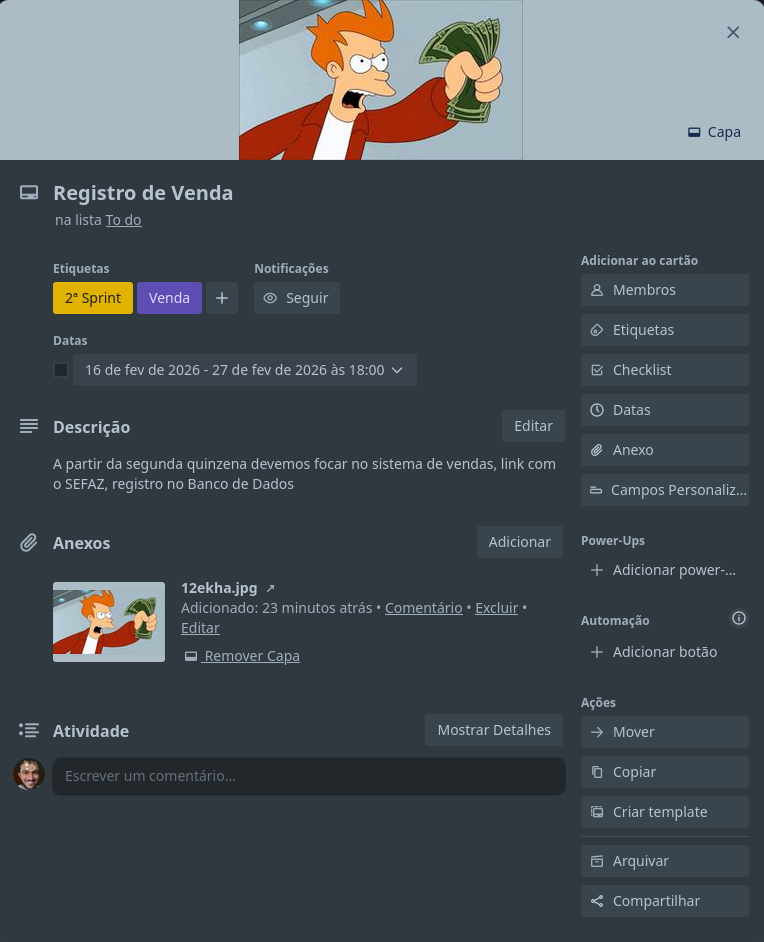 Capa
Registro de Venda
na lista To do
Etiquetas
2ª Sprint
Venda
Notificações
Seguir
Datas
16 de fev de 2026 - 27 de fev de 2026 às 18:00
Descrição
Editar
A partir da segunda quinzena devemos focar no sistema de vendas, link com
o SEFAZ, registro no Banco de Dados
Anexos
Adicionar
12ekha.jpg ↗
Adicionado: 23 minutos atrás • Comentário • Excluir •
Editar
Remover Capa
Atividade
Mostrar Detalhes
Escrever um comentário...
Adicionar ao cartão
Membros
Etiquetas
Checklist
Datas
Anexo
Campos Personaliz...
Power-Ups
Adicionar power-...
Automação
Adicionar botão
Ações
Mover
Copiar
Criar template
Arquivar
Compartilhar